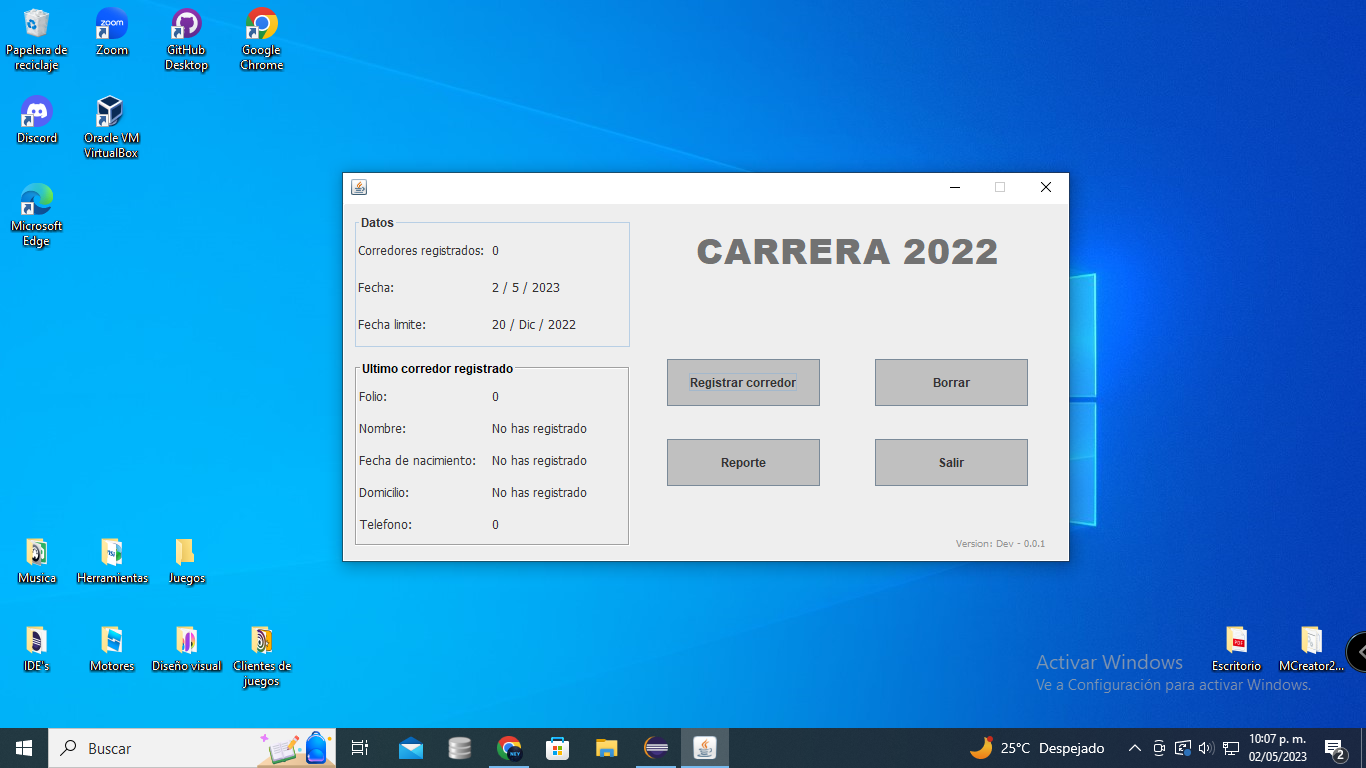 Papelera de
reciclaje
Zoom
zoom
GitHub
Desktop
Google
Chrome
Discord
Oracle VM
VirtualBox
Microsoft
Edge
Datos
Corredores registrados: 0
Fecha: 2 / 5 / 2023
Fecha limite: 20 / Dic / 2022
Ultimo corredor registrado
Folio: 0
Nombre: No has registrado
Fecha de nacimiento: No has registrado
Domicilio: No has registrado
Telefono: 0
CARRERA 2022
Registrar corredor
Borrar
Reporte
Salir
Version: Dev - 0.0.1
Musica
Herramientas
Juegos
IDE's
Motores
Diseño visual
Clientes de
juegos
Escritorio
MCreator2...
Activar Windows
Ve a Configuración para activar Windows.
Buscar
25°C Despejado
10:07 p. m.
02/05/2023
2